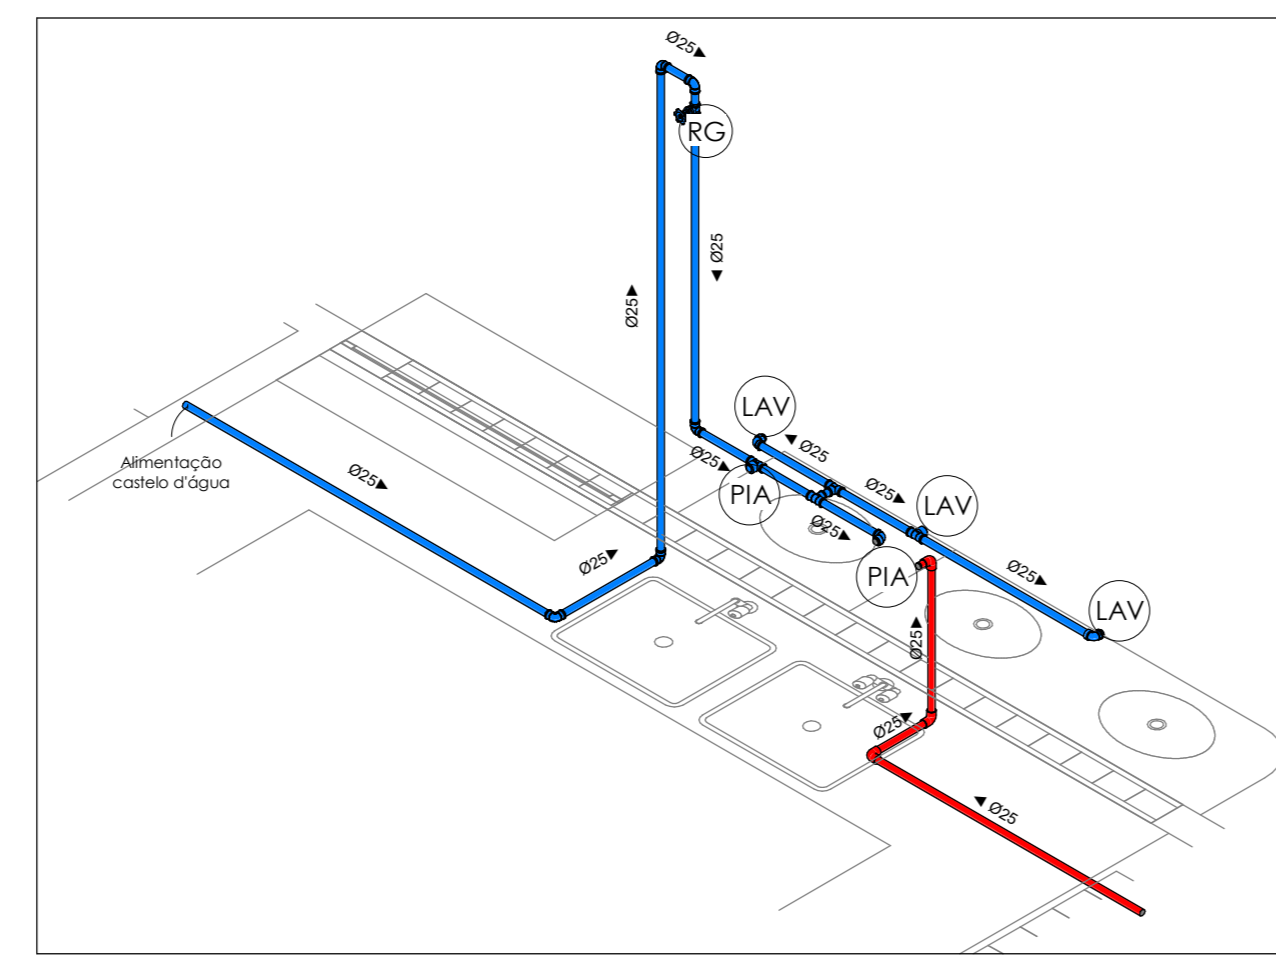 Ø25▶
RG
◀ Ø25
Ø25▶
LAV
◀ Ø25
Ø25▶
Alimentação
castelo d'água
Ø25▶
PIA
Ø25▶
LAV
Ø25▶
Ø25▶
PIA
Ø25▶
LAV
Ø25▶
Ø25▶
◀ Ø25